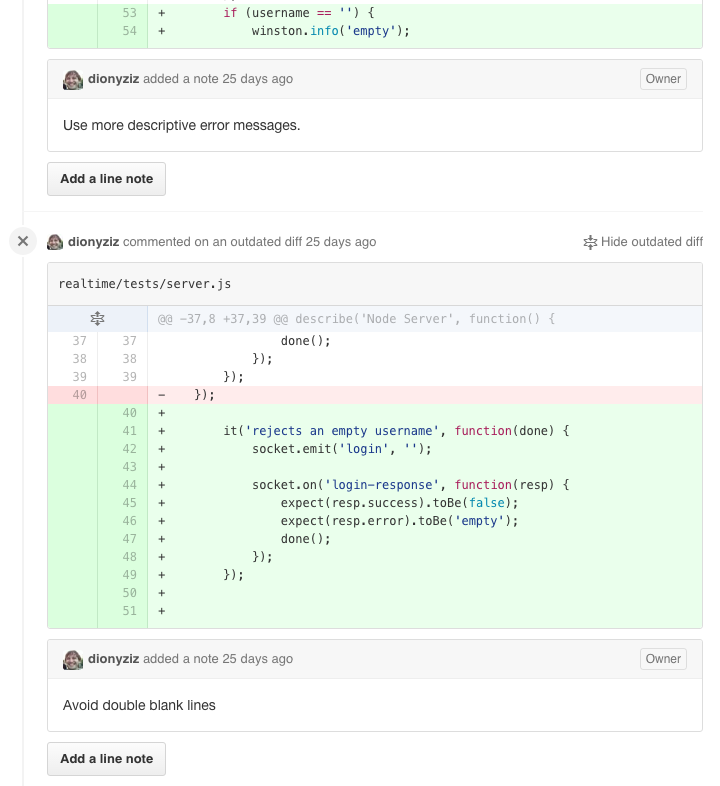 53 + if (username == '') {
54 + winston.info('empty');
dionyziz added a note 25 days ago Owner
Use more descriptive error messages.
Add a line note
dionyziz commented on an outdated diff 25 days ago Hide outdated diff
realtime/tests/server.js
@@ -37,8 +37,39 @@ describe('Node Server', function() {
37 37 done();
38 38 });
39 39 });
40 - });
40 +
41 + it('rejects an empty username', function(done) {
42 + socket.emit('login', '');
43 +
44 + socket.on('login-response', function(resp) {
45 + expect(resp.success).toBe(false);
46 + expect(resp.error).toBe('empty');
47 + done();
48 + });
49 + });
50 +
51 +
dionyziz added a note 25 days ago Owner
Avoid double blank lines
Add a line note